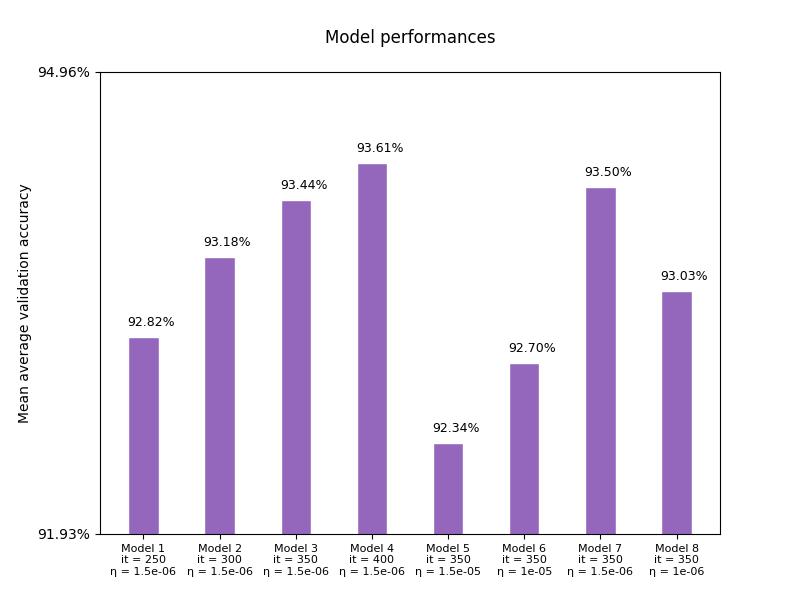 Model performances
94.96%
93.61%
93.50%
93.44%
93.18%
93.03%
92.82%
92.70%
92.34%
91.93%
Mean average validation accuracy
Model 1
it = 250
η = 1.5e-06
Model 2
it = 300
η = 1.5e-06
Model 3
it = 350
η = 1.5e-06
Model 4
it = 400
η = 1.5e-06
Model 5
it = 350
η = 1.5e-05
Model 6
it = 350
η = 1e-05
Model 7
it = 350
η = 1.5e-06
Model 8
it = 350
η = 1e-06